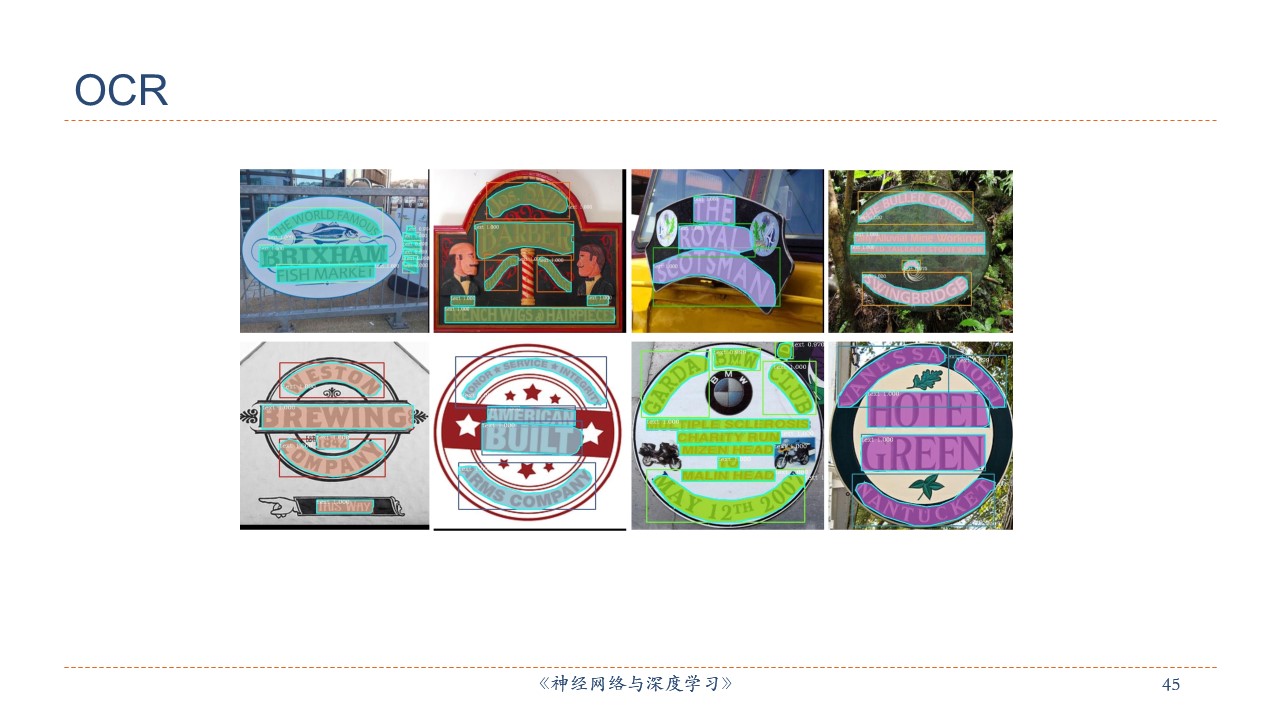 OCR
THE WORLD FAMOUS
BRIXHAM
FISH MARKET
BARBER
FRENCH WIGS & HAIRPIECES
THE
ROYAL
SCOTSMAN
THE BULLER GORGE
SWINGBRIDGE
WESTON
BREWING
1842
COMPANY
THIS WAY
HONOR ★ SERVICE ★ INTEGRITY
AMERICAN
BUILT
ARMS COMPANY
GARDA BMW CLUB
BMW
MULTIPLE SCLUROSIS
CHARITY RUN
MIZEN HEAD
TO
MALIN HEAD
MAY 12TH 2007
VANESSA NOEL
HOTEL
GREEN
NANTUCKET
《神经网络与深度学习》
45